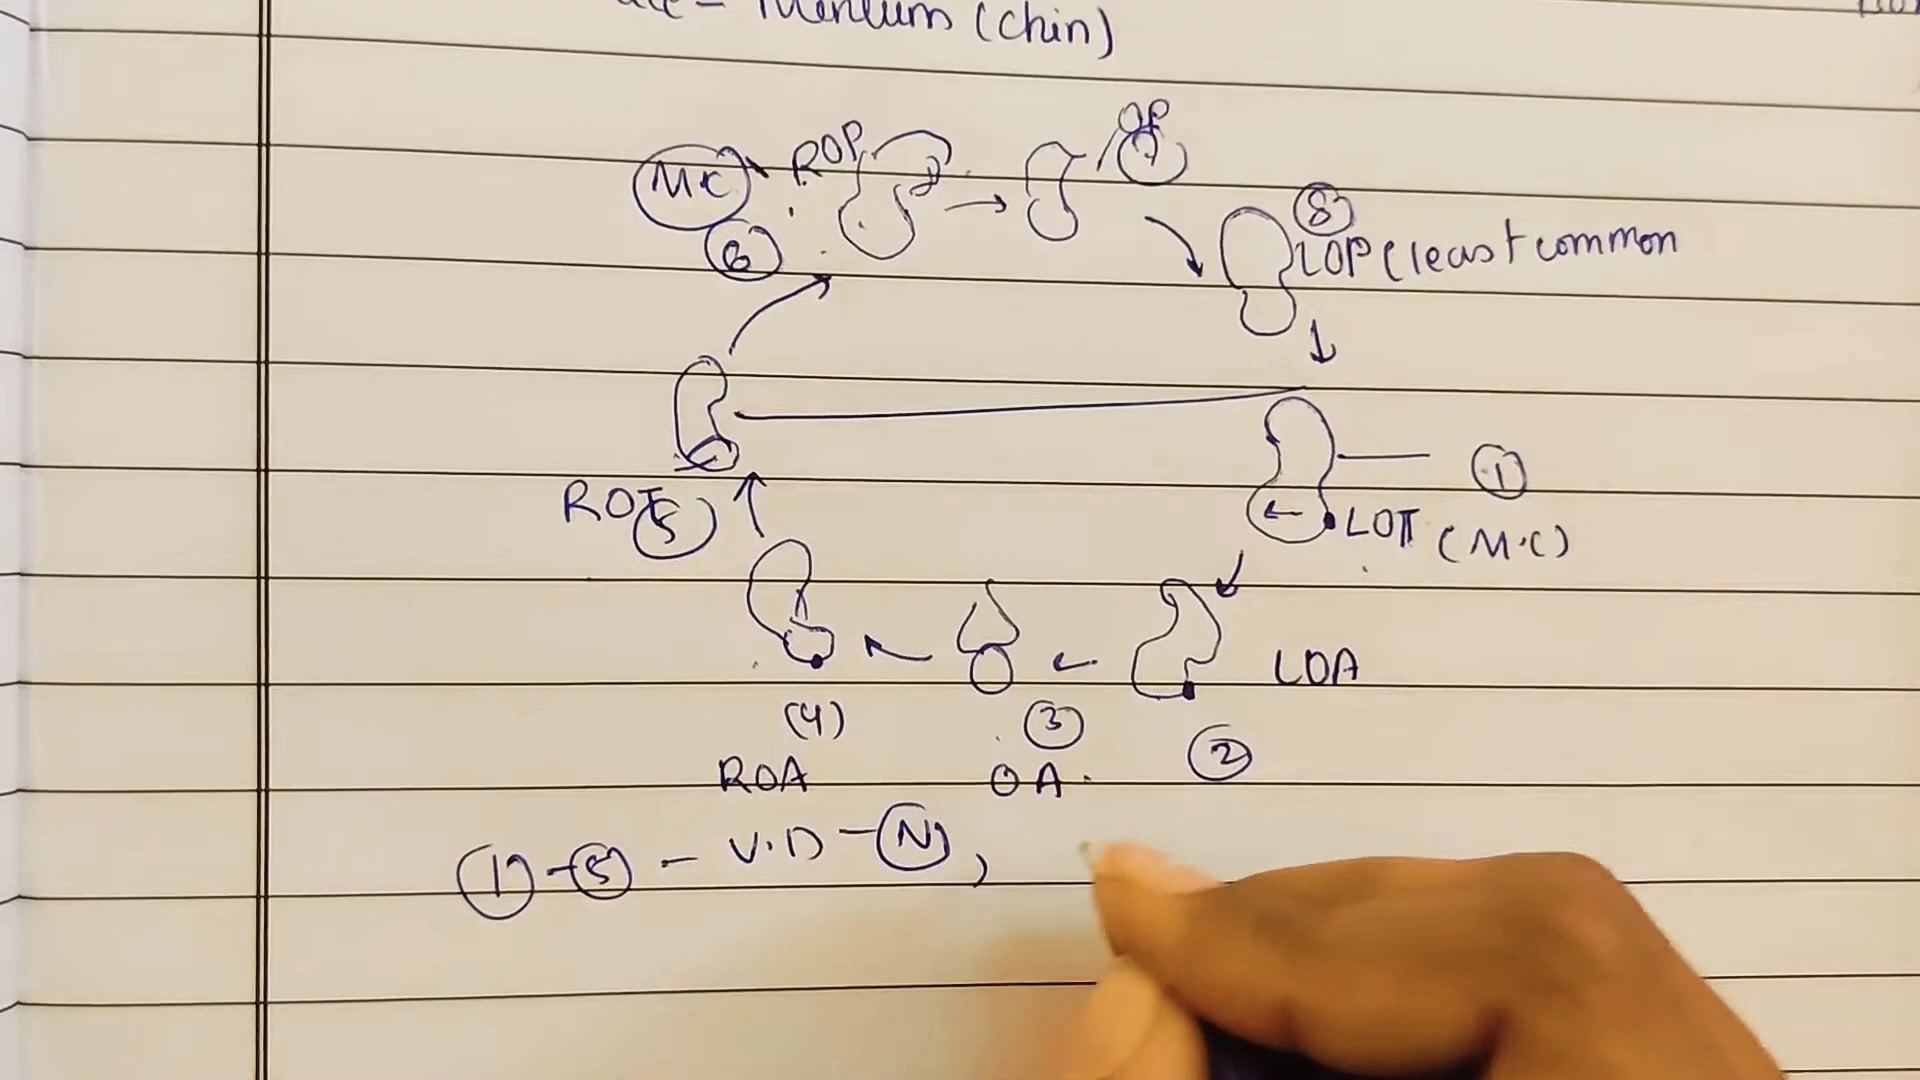 Mentum (chin)
M.C ROP OP 7
6
8
LOP (least common
1
ROT 5
LOT (M.C)
LOA
(4) 3 2
ROA OA.
1 - 5 - V.D - N,